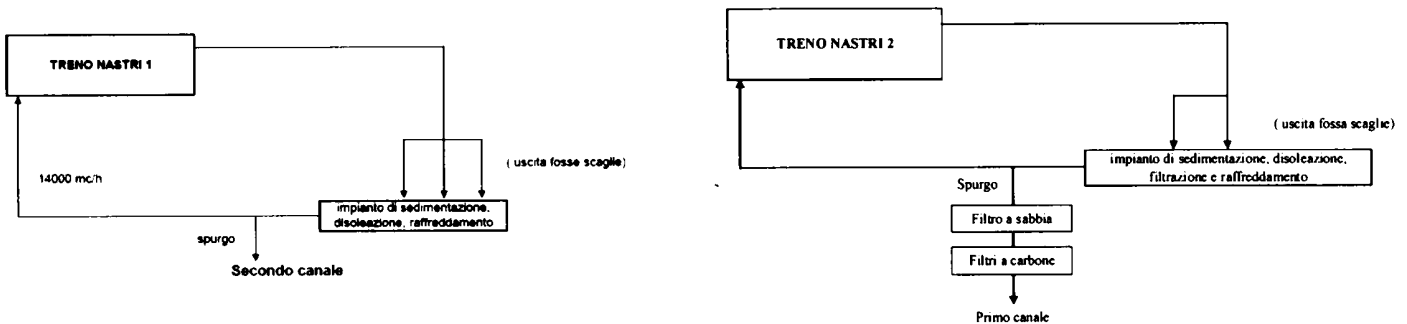 TRENO NASTRI 1
( uscita fosse scaglie)
14000 mc/h
impianto di sedimentazione,
disoleazione, raffreddamento
spurgo
Secondo canale
TRENO NASTRI 2
( uscita fossa scaglie)
impianto di sedimentazione, disoleazione,
filtrazione e raffreddamento
Spurgo
Filtro a sabbia
Filtri a carbone
Primo canale